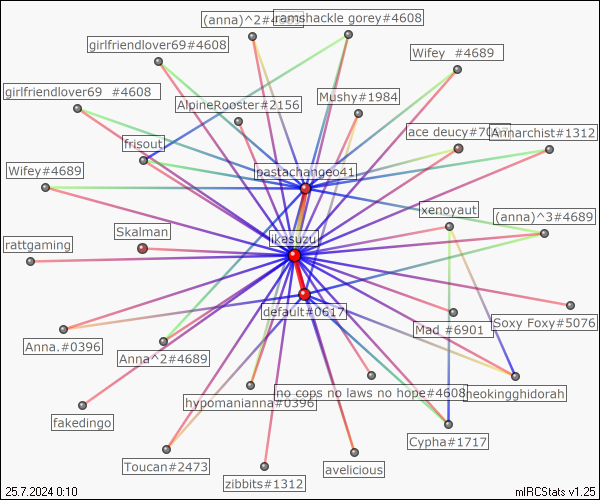 (anna)^2#4689
ramshackle gorey#4608
girlfriendlover69#4608
Wifey  #4689
girlfriendlover69  #4608
Mushy#1984
AlpineRooster#2156
ace deucy#70
Annarchist#1312
frisout
pastachangeo41
Wifey#4689
xenoyaut
(anna)^3#4689
Skalman
ikasuzu
rattgaming
default#0617
Soxy Foxy#5076
Mad #6901
Anna.#0396
Anna^2#4689
no cops no laws no hope#4608
neokingghidorah
hypomanianna#0396
fakedingo
Cypha#1717
Toucan#2473
avelicious
zibbits#1312
25.7.2024 0:10
mIRCStats v1.25